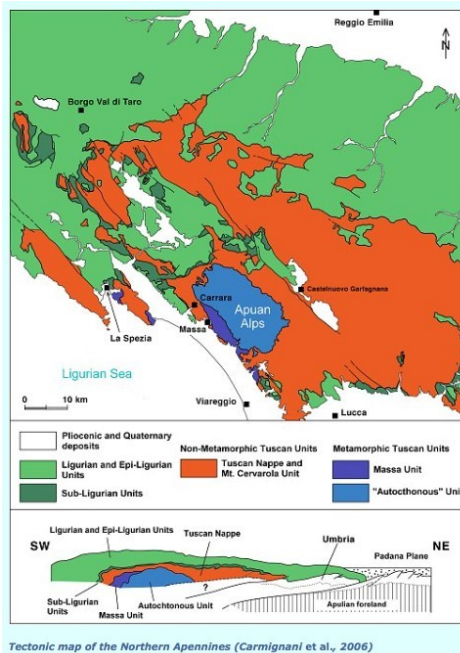 Reggio Emilia
N
Borgo Val di Taro
Castelnuovo Garfagnana
Carrara
Apuan
Alps
Massa
La Spezia
Ligurian Sea
Viareggio
0 10 km
Lucca
Pliocenic and Quaternary
deposits
Ligurian and Epi-Ligurian
Units
Sub-Ligurian Units
Non-Metamorphic Tuscan Units
Tuscan Nappe and
Mt. Cervarola Unit
Metamorphic Tuscan Units
Massa Unit
"Autocthonous" Unit
SW
NE
Ligurian and Epi-Ligurian Units
Tuscan Nappe
Umbria
Padana Plane
Sub-Ligurian
Units
Massa Unit
Autochtonous Unit
?
Apulian foreland
Tectonic map of the Northern Apennines (Carmignani et al., 2006)